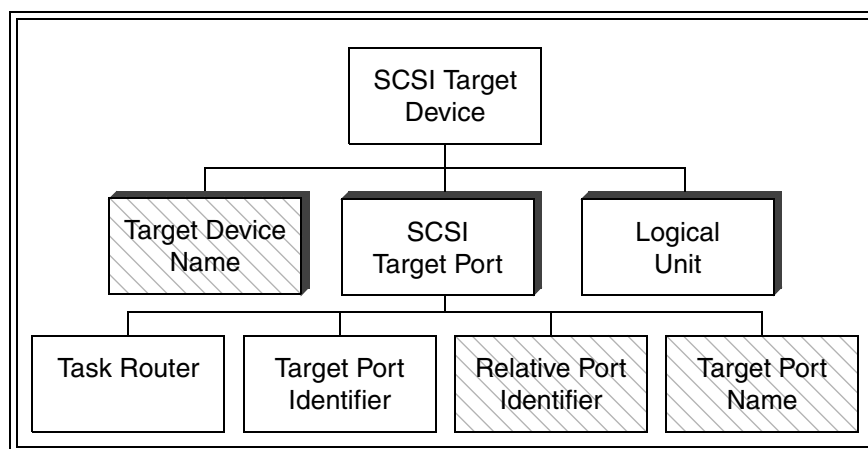 SCSI Target
Device
Target Device
Name
SCSI
Target Port
Logical
Unit
Task Router
Target Port
Identifier
Relative Port
Identifier
Target Port
Name